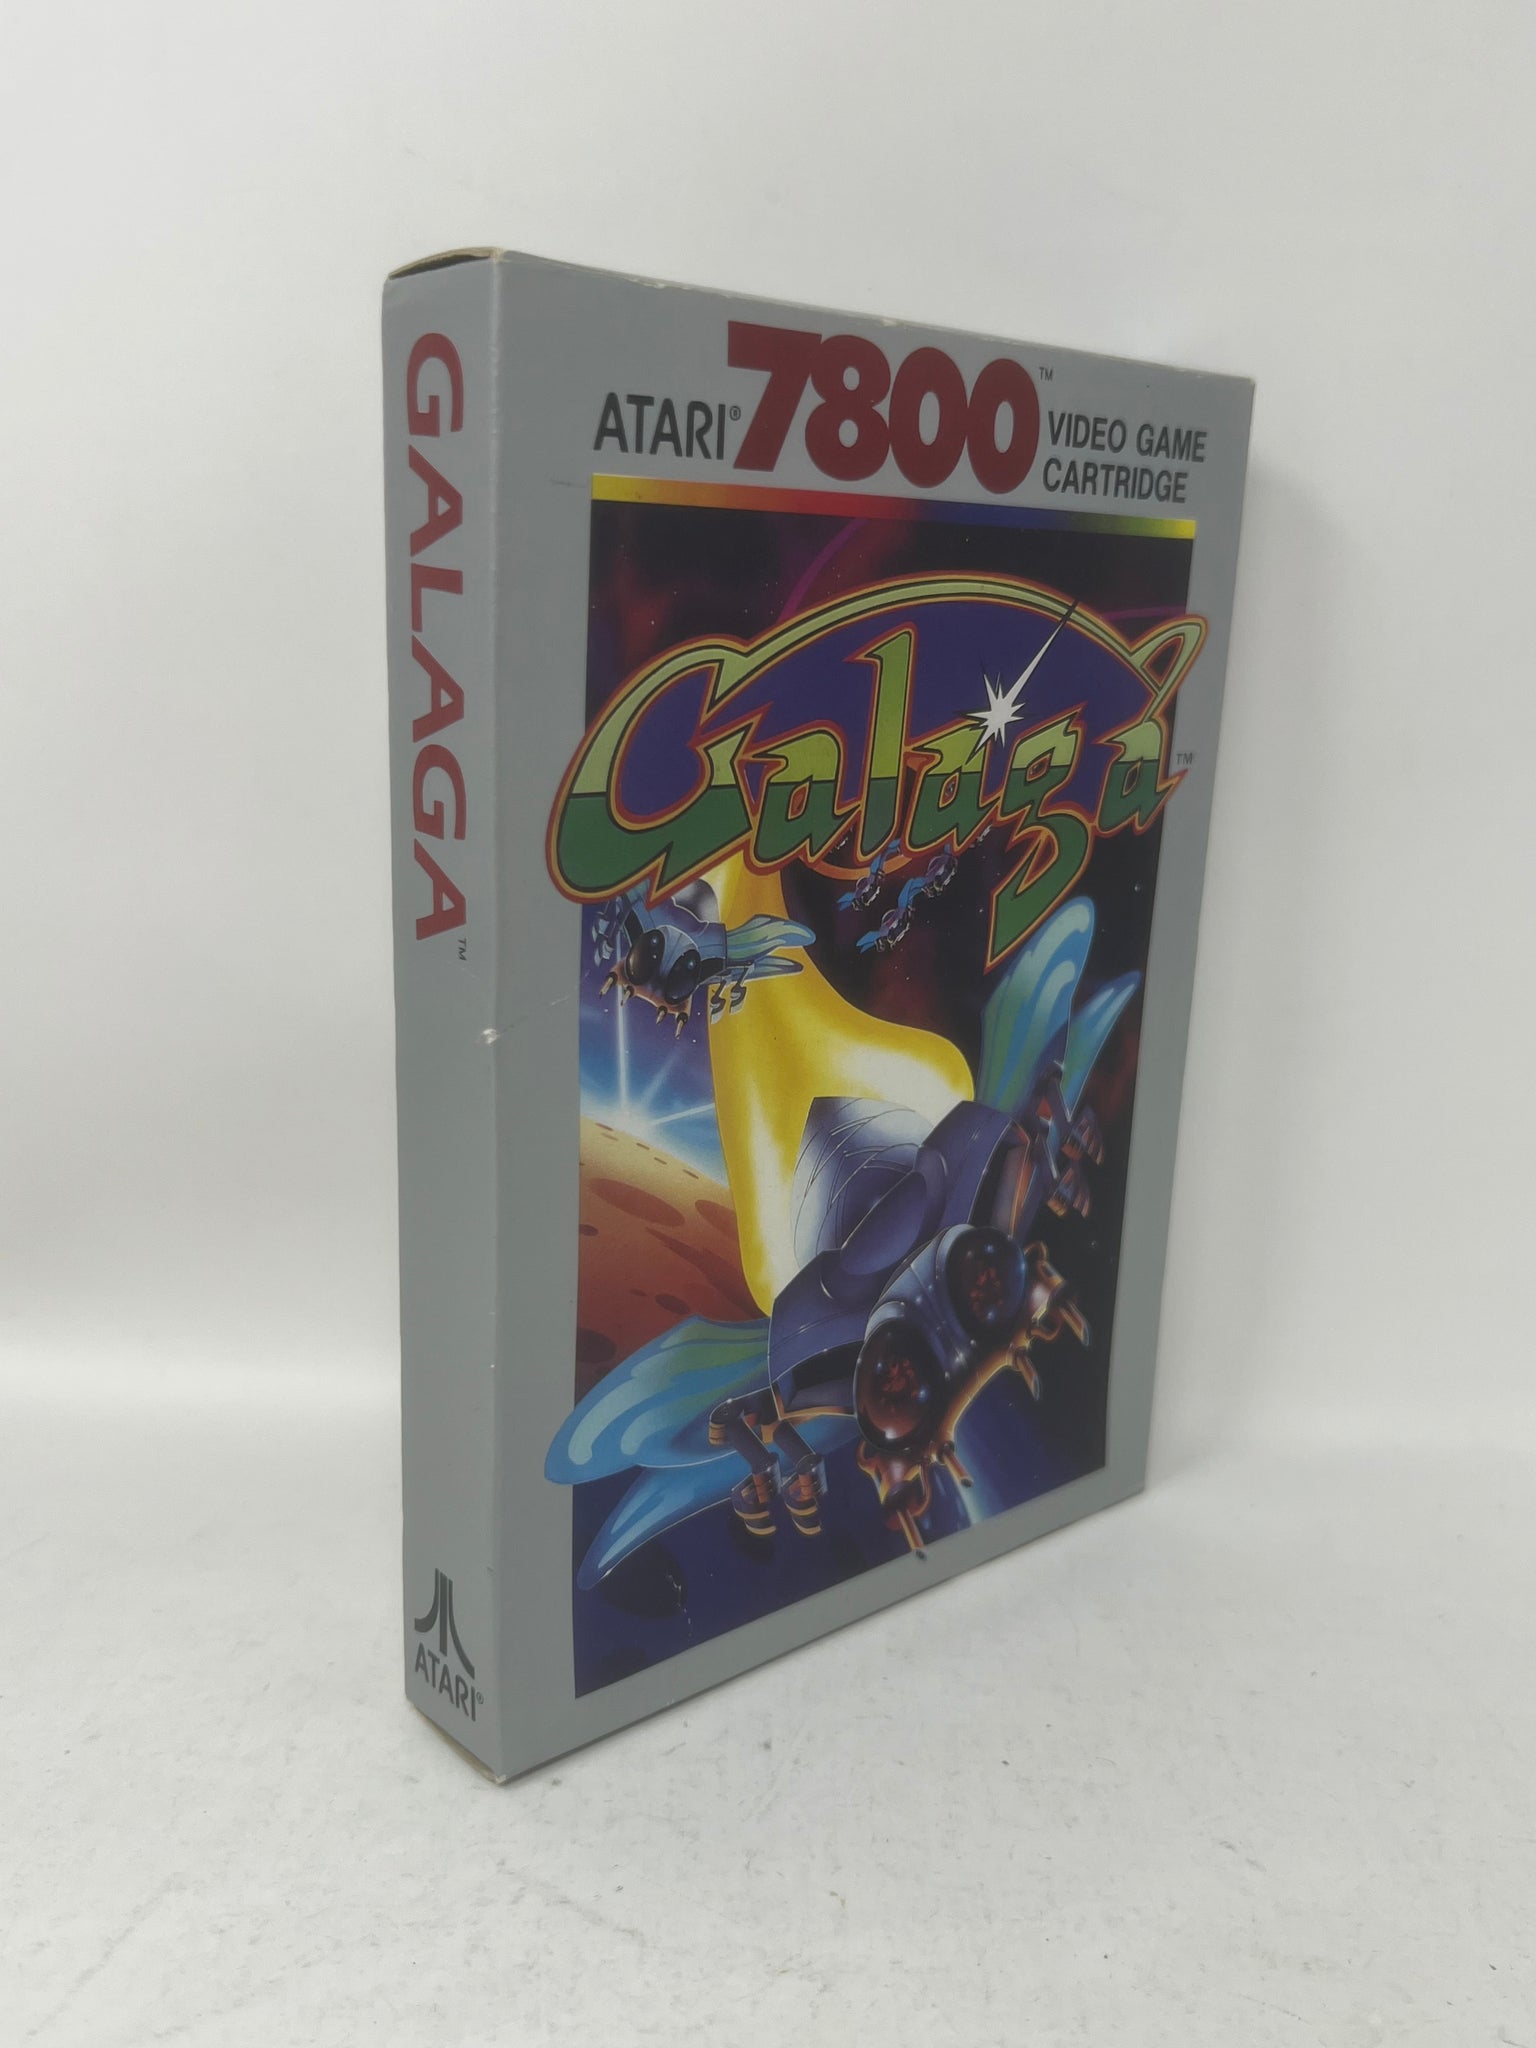 GALAGA™
ATARI®
ATARI® 7800™ VIDEO GAME
CARTRIDGE
Galaga™